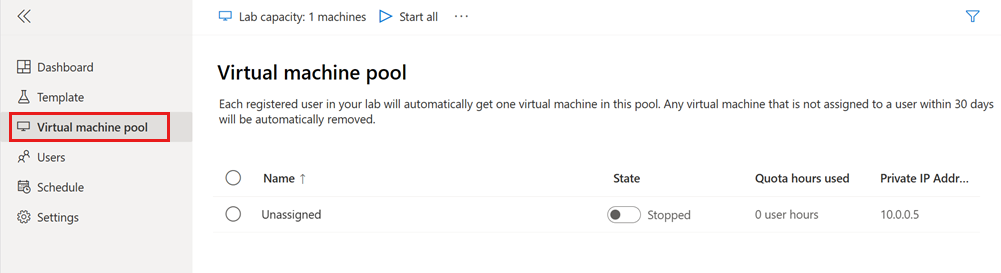 Lab capacity: 1 machines Start all ...
Dashboard
Template
Virtual machine pool
Users
Schedule
Settings
Virtual machine pool
Each registered user in your lab will automatically get one virtual machine in this pool. Any virtual machine that is not assigned to a user within 30 days
will be automatically removed.
Name ↑ State Quota hours used Private IP Addr...
Unassigned Stopped 0 user hours 10.0.0.5